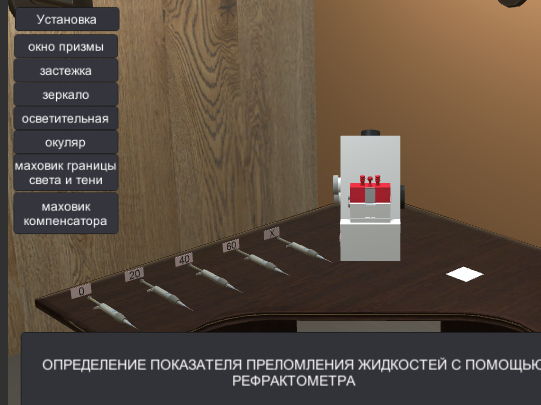 Установка
окно призмы
застежка
зеркало
осветительная
окуляр
маховик границы
света и тени
маховик
компенсатора
0
20
40
60
X
ОПРЕДЕЛЕНИЕ ПОКАЗАТЕЛЯ ПРЕЛОМЛЕНИЯ ЖИДКОСТЕЙ С ПОМОЩЬЮ
РЕФРАКТОМЕТРА